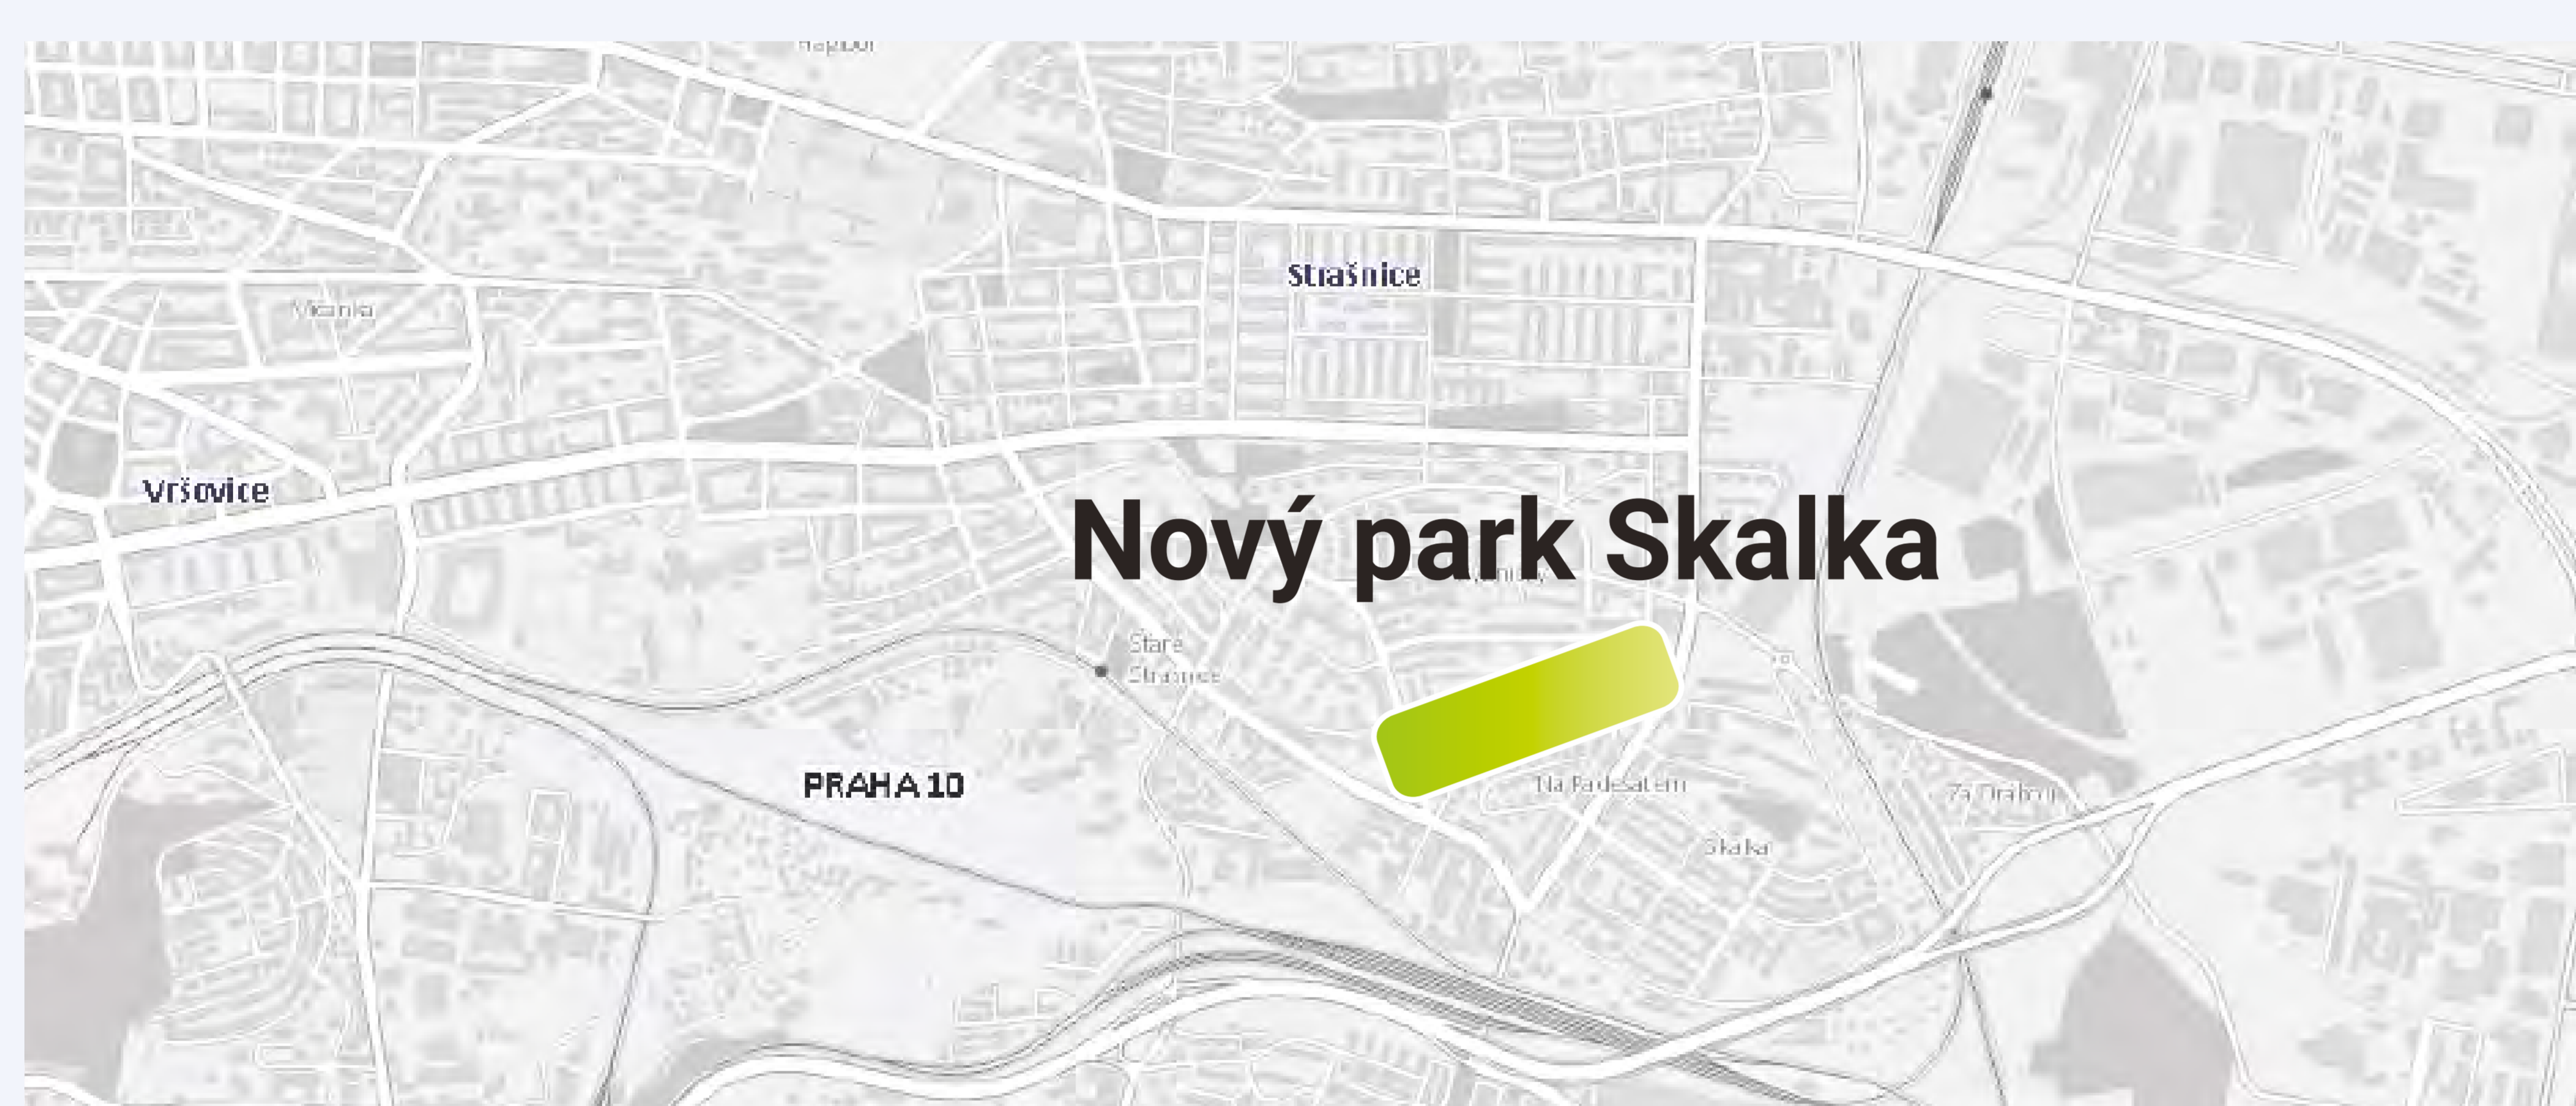 Strašnice
Vršovice
Nový park Skalka
Staré
Strašnice
PRAHA 10
Na Padesátém
Skalka
Za Drahou